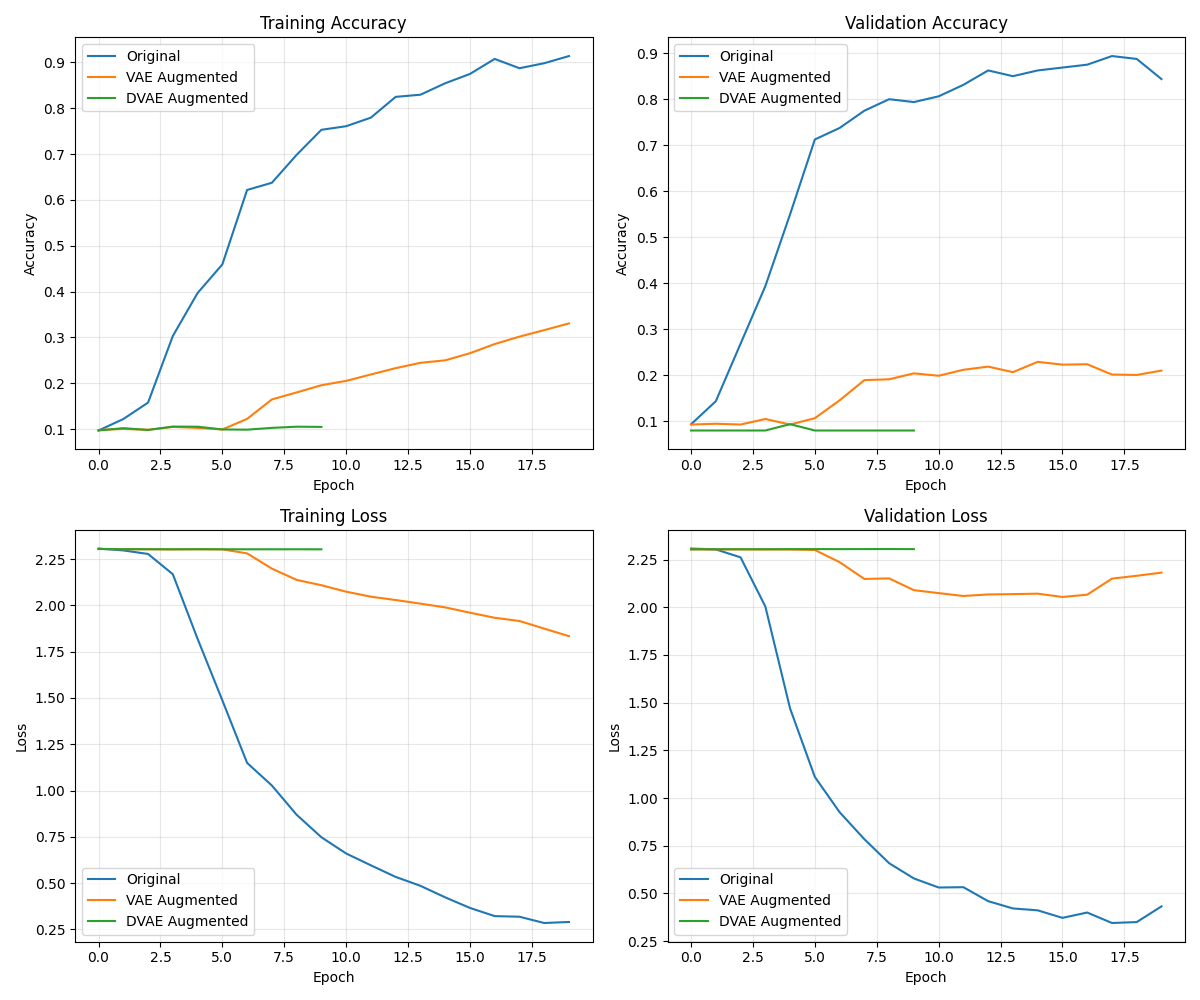 Training Accuracy
Accuracy
0.9
0.8
0.7
0.6
0.5
0.4
0.3
0.2
0.1
Original
VAE Augmented
DVAE Augmented
0.0 2.5 5.0 7.5 10.0 12.5 15.0 17.5
Epoch
Validation Accuracy
Accuracy
0.9
0.8
0.7
0.6
0.5
0.4
0.3
0.2
0.1
Original
VAE Augmented
DVAE Augmented
0.0 2.5 5.0 7.5 10.0 12.5 15.0 17.5
Epoch
Training Loss
Loss
2.25
2.00
1.75
1.50
1.25
1.00
0.75
0.50
0.25
Original
VAE Augmented
DVAE Augmented
0.0 2.5 5.0 7.5 10.0 12.5 15.0 17.5
Epoch
Validation Loss
Loss
2.25
2.00
1.75
1.50
1.25
1.00
0.75
0.50
0.25
Original
VAE Augmented
DVAE Augmented
0.0 2.5 5.0 7.5 10.0 12.5 15.0 17.5
Epoch